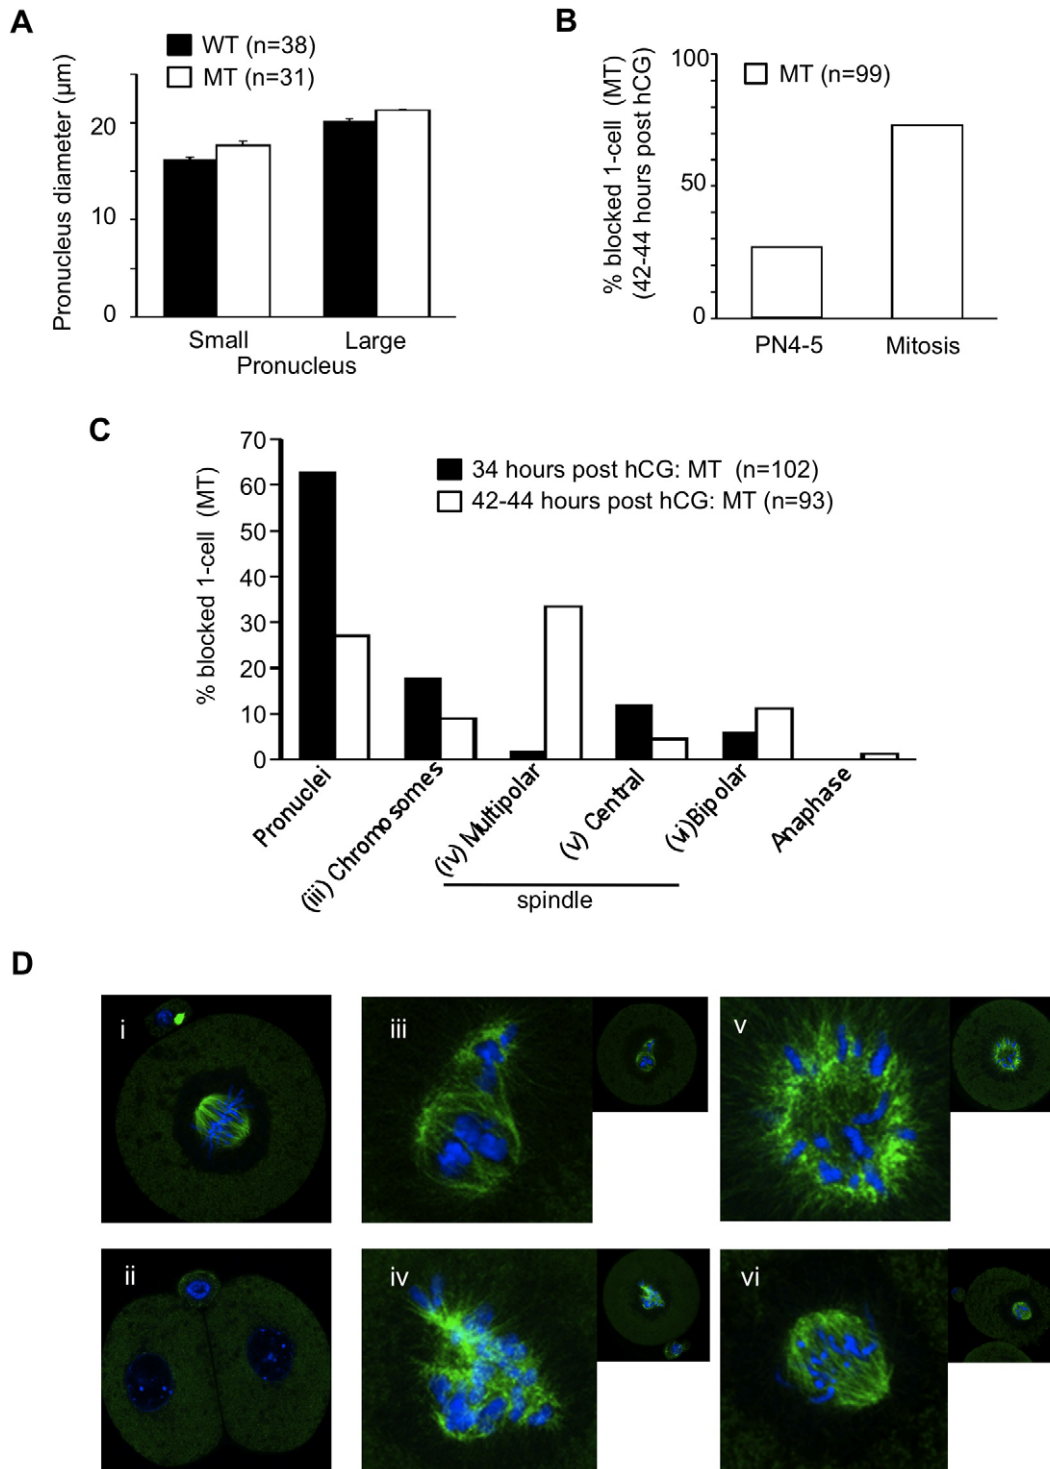 A
WT (n=38)
MT (n=31)
Pronucleus diameter (µm)
20
10
0
Small
Large
Pronucleus
B
MT (n=99)
% blocked 1-cell (MT)
(42-44 hours post hCG)
100
50
0
PN4-5
Mitosis
C
34 hours post hCG: MT (n=102)
42-44 hours post hCG: MT (n=93)
% blocked 1-cell (MT)
70
60
50
40
30
20
10
0
Pronuclei
(iii) Chromosomes
(iv) Multipolar
(v) Central
(vi)Bipolar
Anaphase
spindle
D
i
iii
v
ii
iv
vi